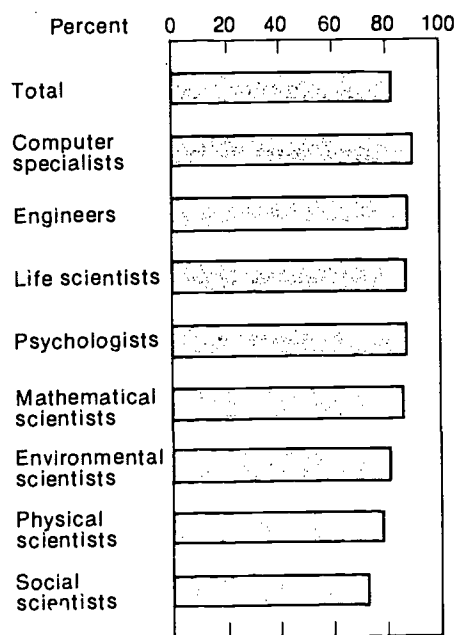 Percent 0 20 40 60 80 100
Total
Computer
specialists
Engineers
Life scientists
Psychologists
Mathematical
scientists
Environmental
scientists
Physical
scientists
Social
scientists